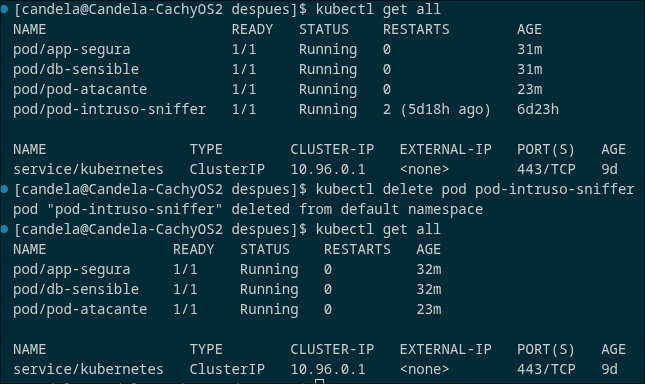 [candela@Candela-CachyOS2 despues]$ kubectl get all
NAME                     READY   STATUS    RESTARTS        AGE
pod/app-segura           1/1     Running   0               31m
pod/db-sensible          1/1     Running   0               31m
pod/pod-atacante         1/1     Running   0               23m
pod/pod-intruso-sniffer  1/1     Running   2 (5d18h ago)   6d23h

NAME                 TYPE        CLUSTER-IP   EXTERNAL-IP   PORT(S)   AGE
service/kubernetes   ClusterIP   10.96.0.1    <none>        443/TCP   9d
[candela@Candela-CachyOS2 despues]$ kubectl delete pod pod-intruso-sniffer
pod "pod-intruso-sniffer" deleted from default namespace
[candela@Candela-CachyOS2 despues]$ kubectl get all
NAME               READY   STATUS    RESTARTS   AGE
pod/app-segura     1/1     Running   0          32m
pod/db-sensible    1/1     Running   0          32m
pod/pod-atacante   1/1     Running   0          23m

NAME                 TYPE        CLUSTER-IP   EXTERNAL-IP   PORT(S)   AGE
service/kubernetes   ClusterIP   10.96.0.1    <none>        443/TCP   9d